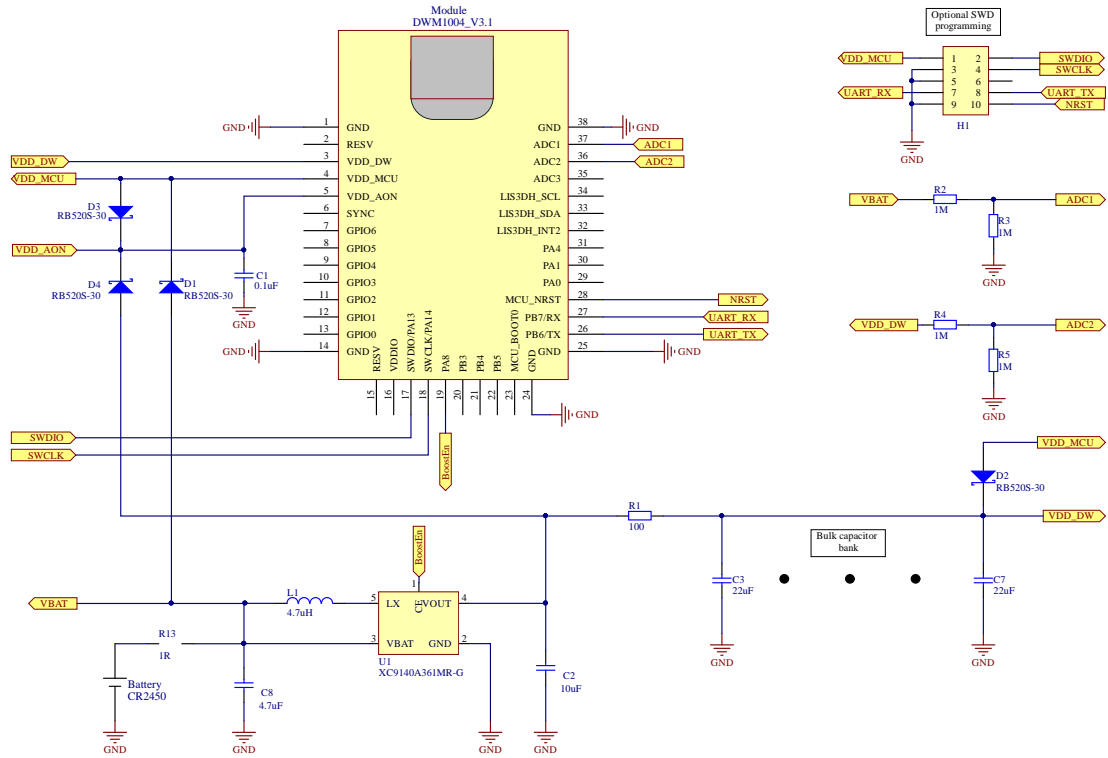 Module
DWM1004_V3.1
Optional SWD
programming
VDD_MCU
1
2
SWDIO
3
4
SWCLK
5
6
UART_RX
7
8
UART_TX
9
10
NRST
H1
GND
GND
1
GND
GND
38
GND
2
RESV
ADC1
37
ADC1
VDD_DW
3
VDD_DW
ADC2
36
ADC2
VDD_MCU
4
VDD_MCU
ADC3
35
5
VDD_AON
LIS3DH_SCL
34
6
SYNC
LIS3DH_SDA
33
7
GPIO6
LIS3DH_INT2
32
8
GPIO5
PA4
31
9
GPIO4
PA1
30
10
GPIO3
PA0
29
11
GPIO2
MCU_NRST
28
NRST
12
GPIO1
PB7/RX
27
UART_RX
13
GPIO0
PB6/TX
26
UART_TX
GND
14
GND
GND
25
GND
RESV
VDDIO
SWDIO/PA13
SWCLK/PA14
PA8
PB3
PB4
PB5
MCU_BOOT0
GND
15
16
17
18
19
20
21
22
23
24
GND
D3
RB520S-30
VDD_AON
D4
RB520S-30
D1
RB520S-30
C1
0.1uF
GND
VBAT
R2
1M
ADC1
R3
1M
GND
VDD_DW
R4
1M
ADC2
R5
1M
GND
SWDIO
SWCLK
BoostEn
VDD_MCU
D2
RB520S-30
R1
100
VDD_DW
Bulk capacitor
bank
C3
22uF
C7
22uF
GND
GND
BoostEn
VBAT
L1
4.7uH
1
5
LX
CE
VOUT
4
3
VBAT
GND
2
U1
XC9140A361MR-G
R13
1R
Battery
CR2450
C8
4.7uF
C2
10uF
GND
GND
GND
GND